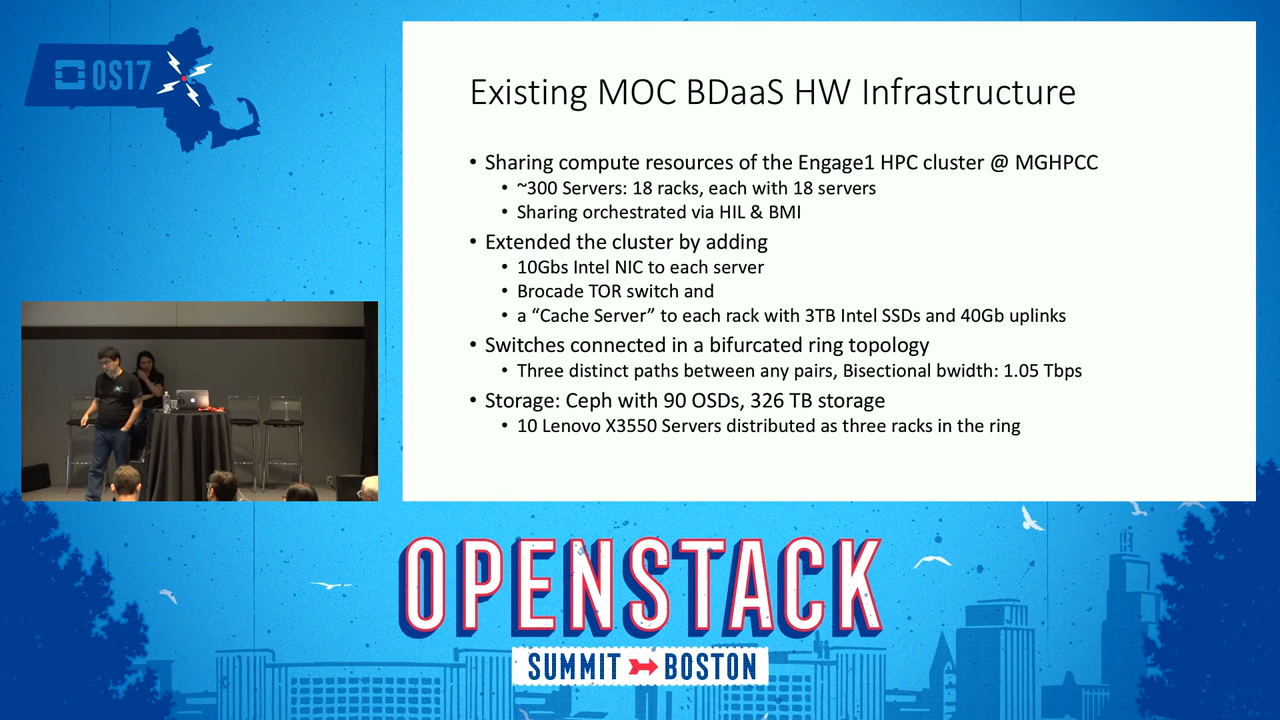 OS17
Existing MOC BDaaS HW Infrastructure
• Sharing compute resources of the Engage1 HPC cluster @ MGHPCC
• ~300 Servers: 18 racks, each with 18 servers
• Sharing orchestrated via HIL & BMI
• Extended the cluster by adding
• 10Gbs Intel NIC to each server
• Brocade TOR switch and
• a “Cache Server” to each rack with 3TB Intel SSDs and 40Gb uplinks
• Switches connected in a bifurcated ring topology
• Three distinct paths between any pairs, Bisectional bwidth: 1.05 Tbps
• Storage: Ceph with 90 OSDs, 326 TB storage
• 10 Lenovo X3550 Servers distributed as three racks in the ring
OPENSTACK
SUMMIT BOSTON